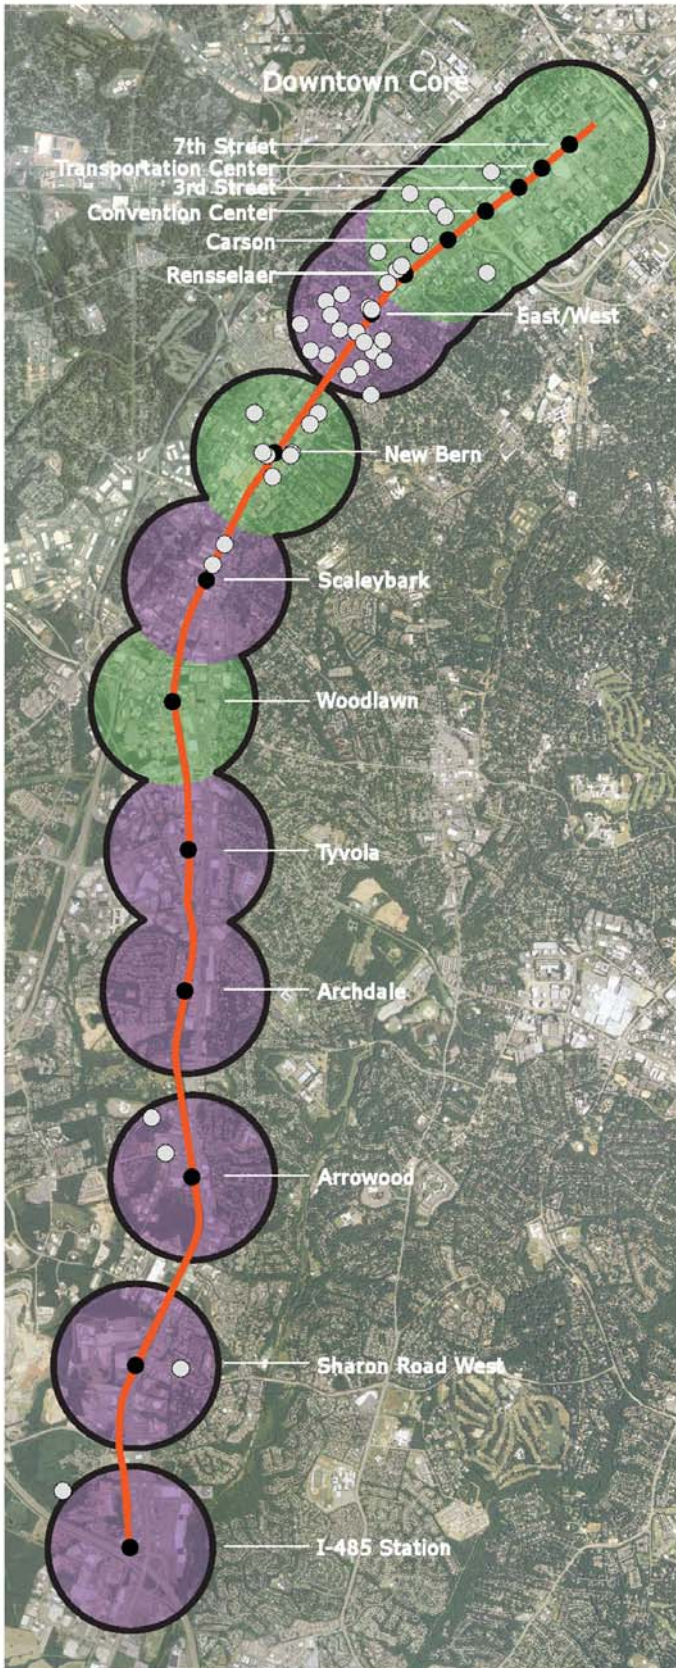 Downtown Core
7th Street
Transportation Center
3rd Street
Convention Center
Carson
Rensselaer
East/West
New Bern
Scaleybark
Woodlawn
Tyvola
Archdale
Arrowood
Sharon Road West
I-485 Station